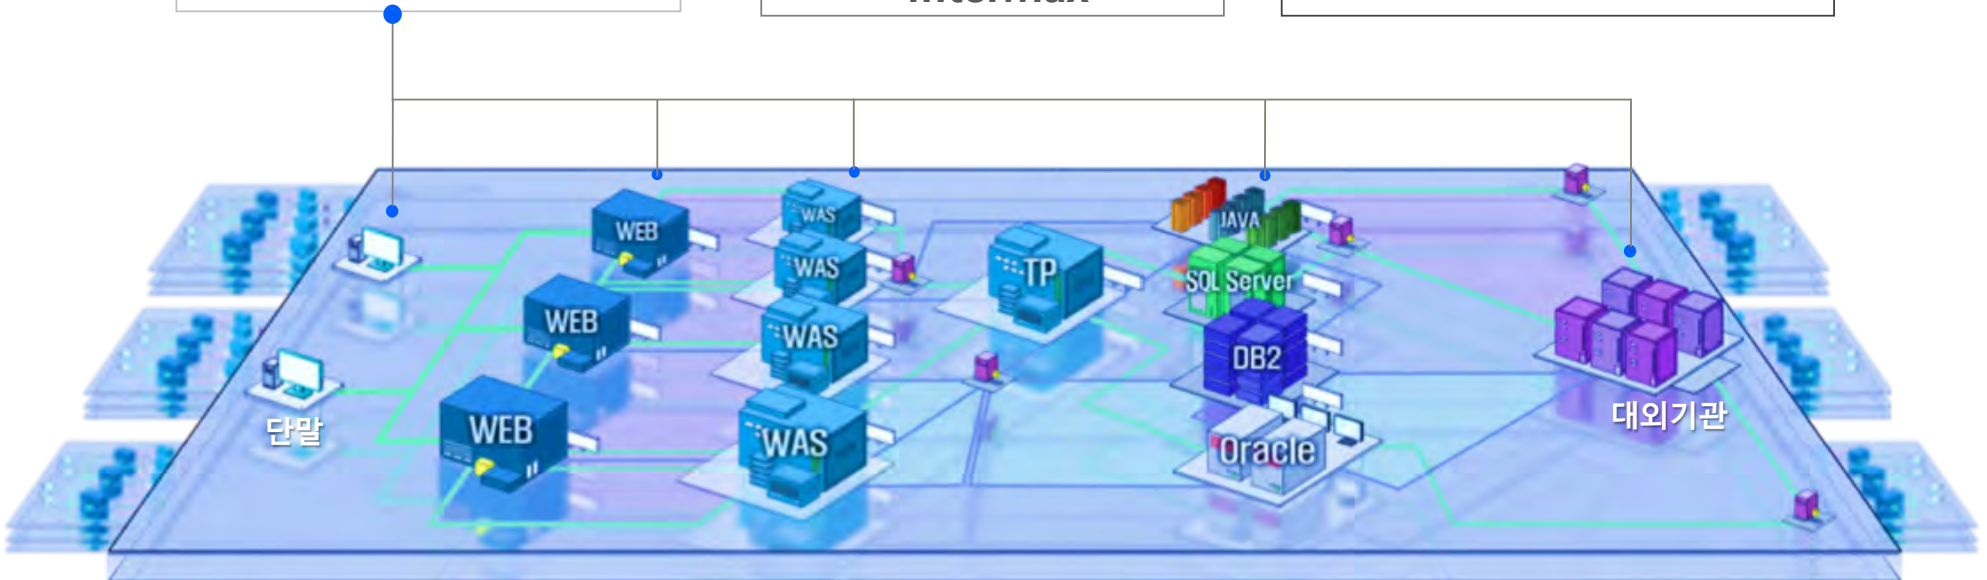 WEB
WAS
JAVA
WAS
TP
SQL Server
WEB
WAS
DB2
단말
WEB
WAS
Oracle
대외기관